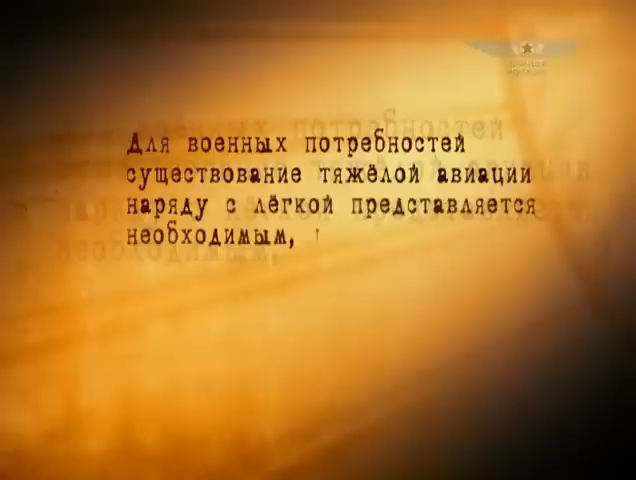 Для военных потребностей
существование тяжёлой авиации
наряду с лёгкой представляется
необходимым,